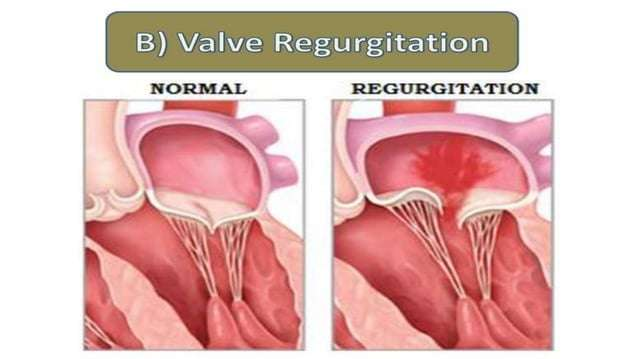 B) Valve Regurgitation
NORMAL
REGURGITATION